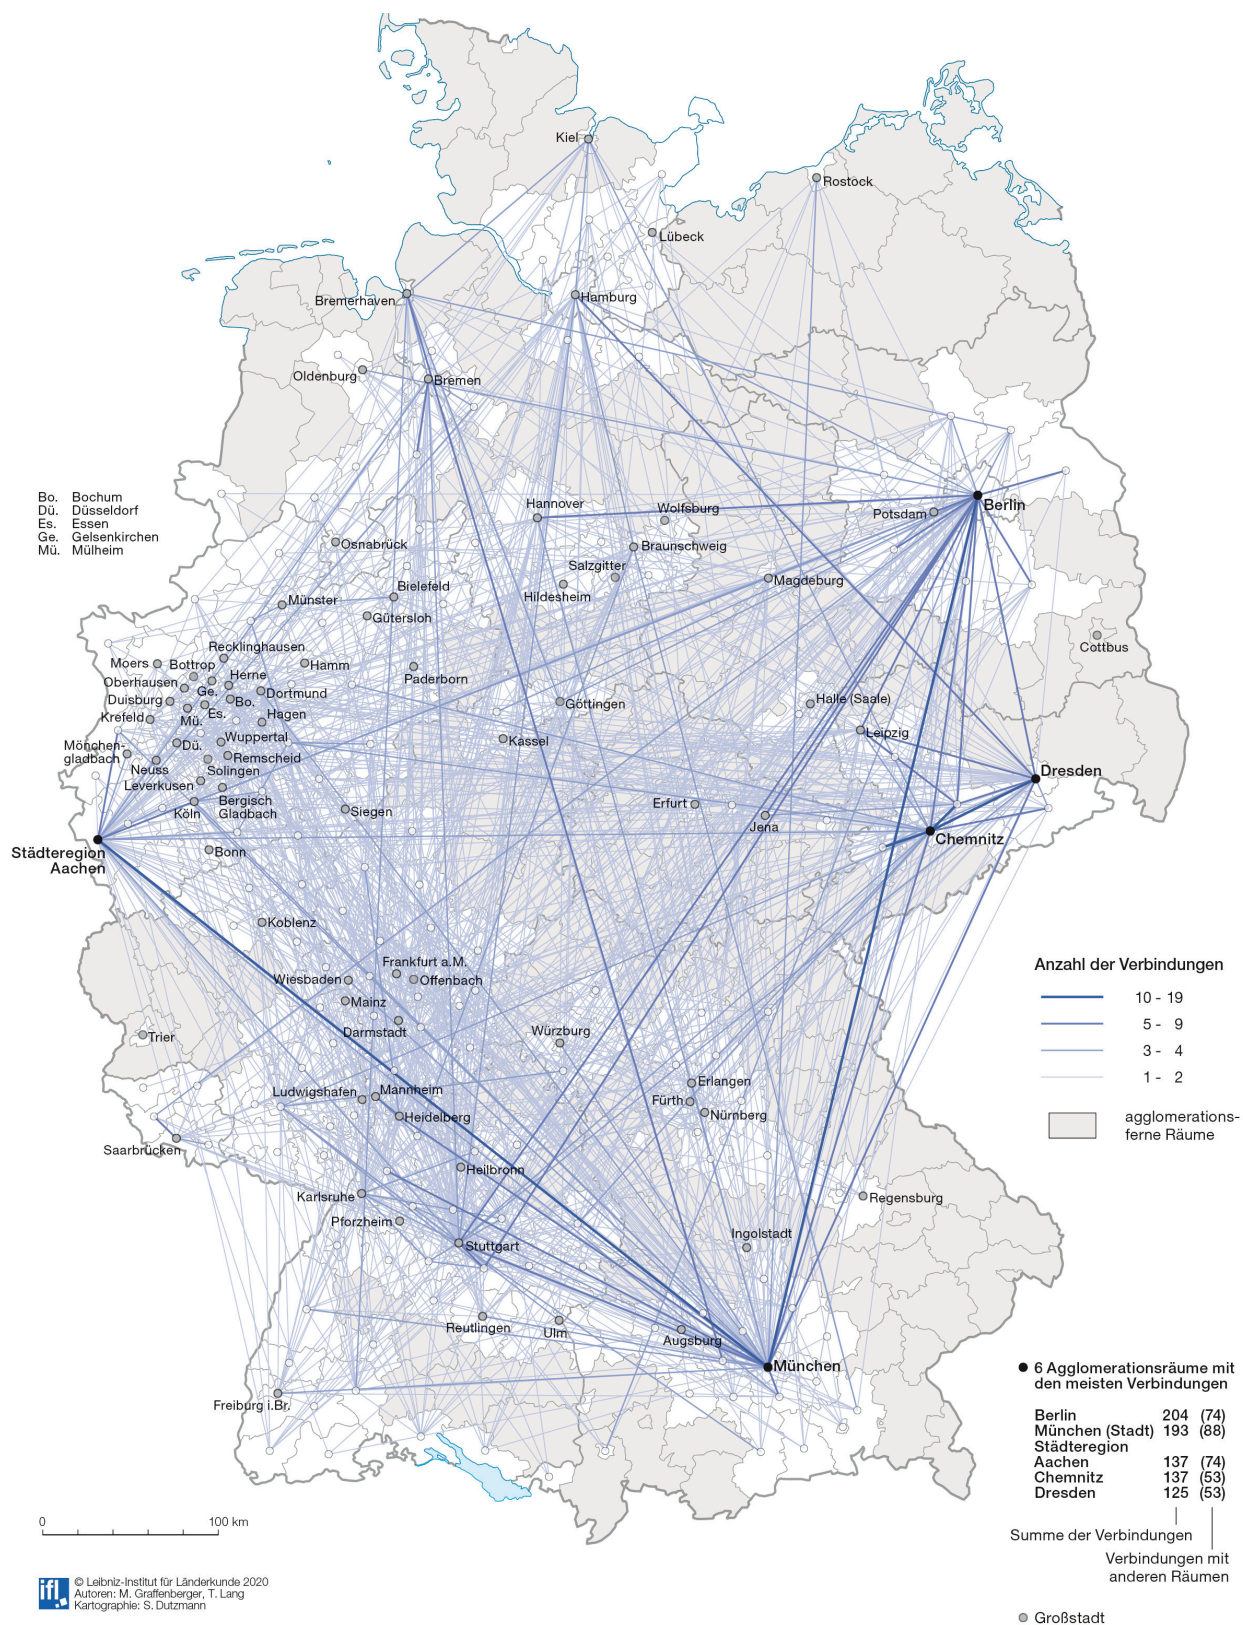 Kiel
Rostock
Lübeck
Bremerhaven
Hamburg
Oldenburg
Bremen
Bo. Bochum
Dü. Düsseldorf
Es. Essen
Ge. Gelsenkirchen
Mü. Mülheim
Hannover
Wolfsburg
Potsdam
Berlin
Osnabrück
Braunschweig
Salzgitter
Magdeburg
Bielefeld
Hildesheim
Münster
Gütersloh
Cottbus
Recklinghausen
Moers
Bottrop
Hamm
Paderborn
Oberhausen
Herne
Ge.
Dortmund
Duisburg
Bo.
Göttingen
Halle (Saale)
Krefeld
Mü.
Es.
Hagen
Leipzig
Mönchen-
gladbach
Dü.
Wuppertal
Kassel
Neuss
Remscheid
Solingen
Dresden
Leverkusen
Köln
Bergisch
Gladbach
Siegen
Erfurt
Jena
Chemnitz
Städteregion
Aachen
Bonn
Koblenz
Frankfurt a.M.
Wiesbaden
Offenbach
Mainz
Darmstadt
Würzburg
Trier
Anzahl der Verbindungen
10 - 19
5 - 9
3 - 4
1 - 2
agglomerations-
ferne Räume
Ludwigshafen
Mannheim
Erlangen
Fürth
Nürnberg
Heidelberg
Saarbrücken
Heilbronn
Karlsruhe
Regensburg
Pforzheim
Stuttgart
Ingolstadt
Reutlingen
Ulm
Augsburg
München
Freiburg i.Br.
6 Agglomerationsräume mit
den meisten Verbindungen
Berlin 204 (74)
München (Stadt) 193 (88)
Städteregion
Aachen 137 (74)
Chemnitz 137 (53)
Dresden 125 (53)
Summe der Verbindungen
Verbindungen mit
anderen Räumen
Großstadt
0 100 km
ifl.
© Leibniz-Institut für Länderkunde 2020
Autoren: M. Graffenberger, T. Lang
Kartographie: S. Dutzmann